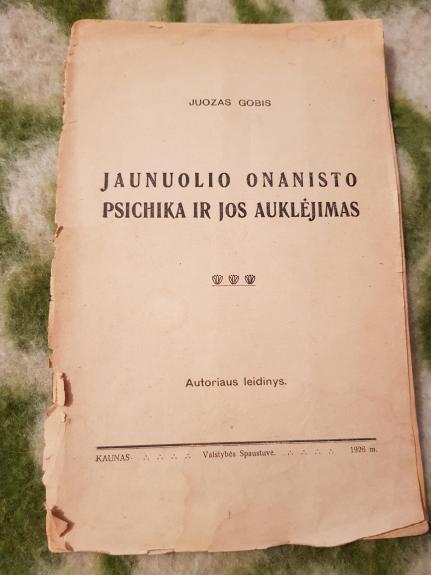 JUOZAS GOBIS
JAUNUOLIO ONANISTO
PSICHIKA IR JOS AUKLĖJIMAS
Autoriaus leidinys.
KAUNAS Valstybės Spaustuvė. 1926 m.